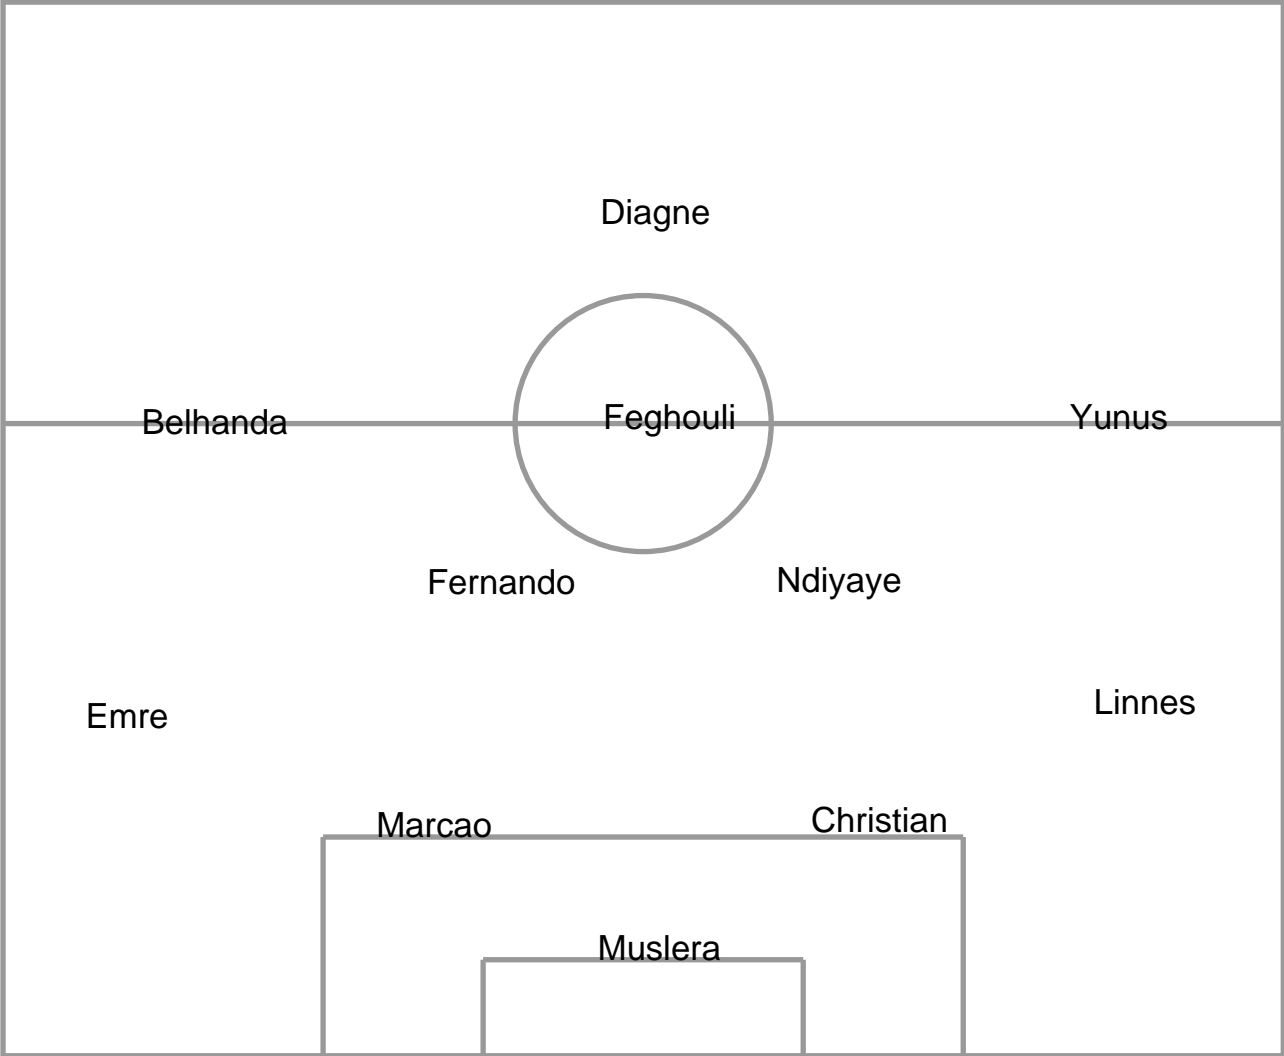 Diagne
Belhanda Feghouli Yunus
Fernando Ndiyaye
Emre Linnes
Marcao Christian
Muslera